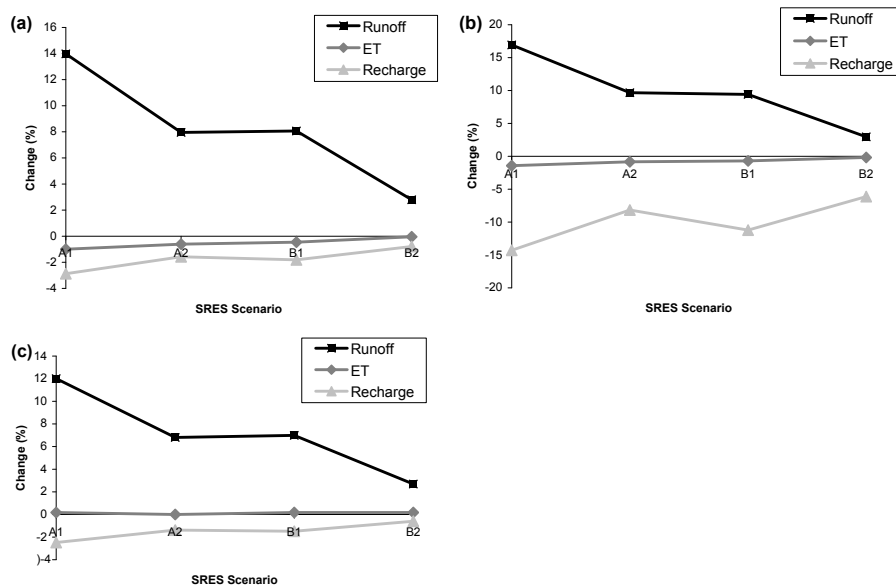 (a)
16
14
12
10
8
6
4
2
0
-2
-4
Change (%)
A1
A2
B1
B2
SRES Scenario
Runoff
ET
Recharge
(b)
20
15
10
5
0
-5
-10
-15
-20
Change (%)
A1
A2
B1
B2
SRES Scenario
Runoff
ET
Recharge
(c)
14
12
10
8
6
4
2
0
-2
)-4
Change (%)
A1
A2
B1
B2
SRES Scenario
Runoff
ET
Recharge